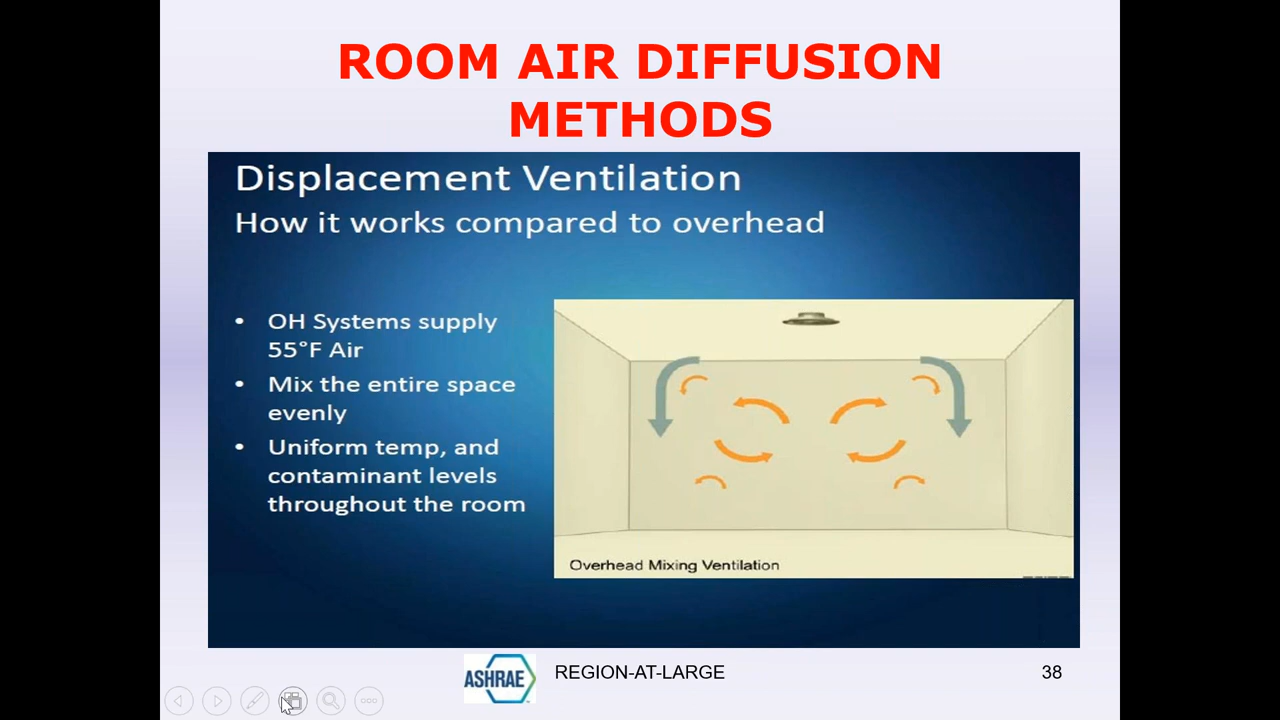 ROOM AIR DIFFUSION
METHODS
Displacement Ventilation
How it works compared to overhead
• OH Systems supply
55°F Air
• Mix the entire space
evenly
• Uniform temp, and
contaminant levels
throughout the room
Overhead Mixing Ventilation
ASHRAE
REGION-AT-LARGE
38